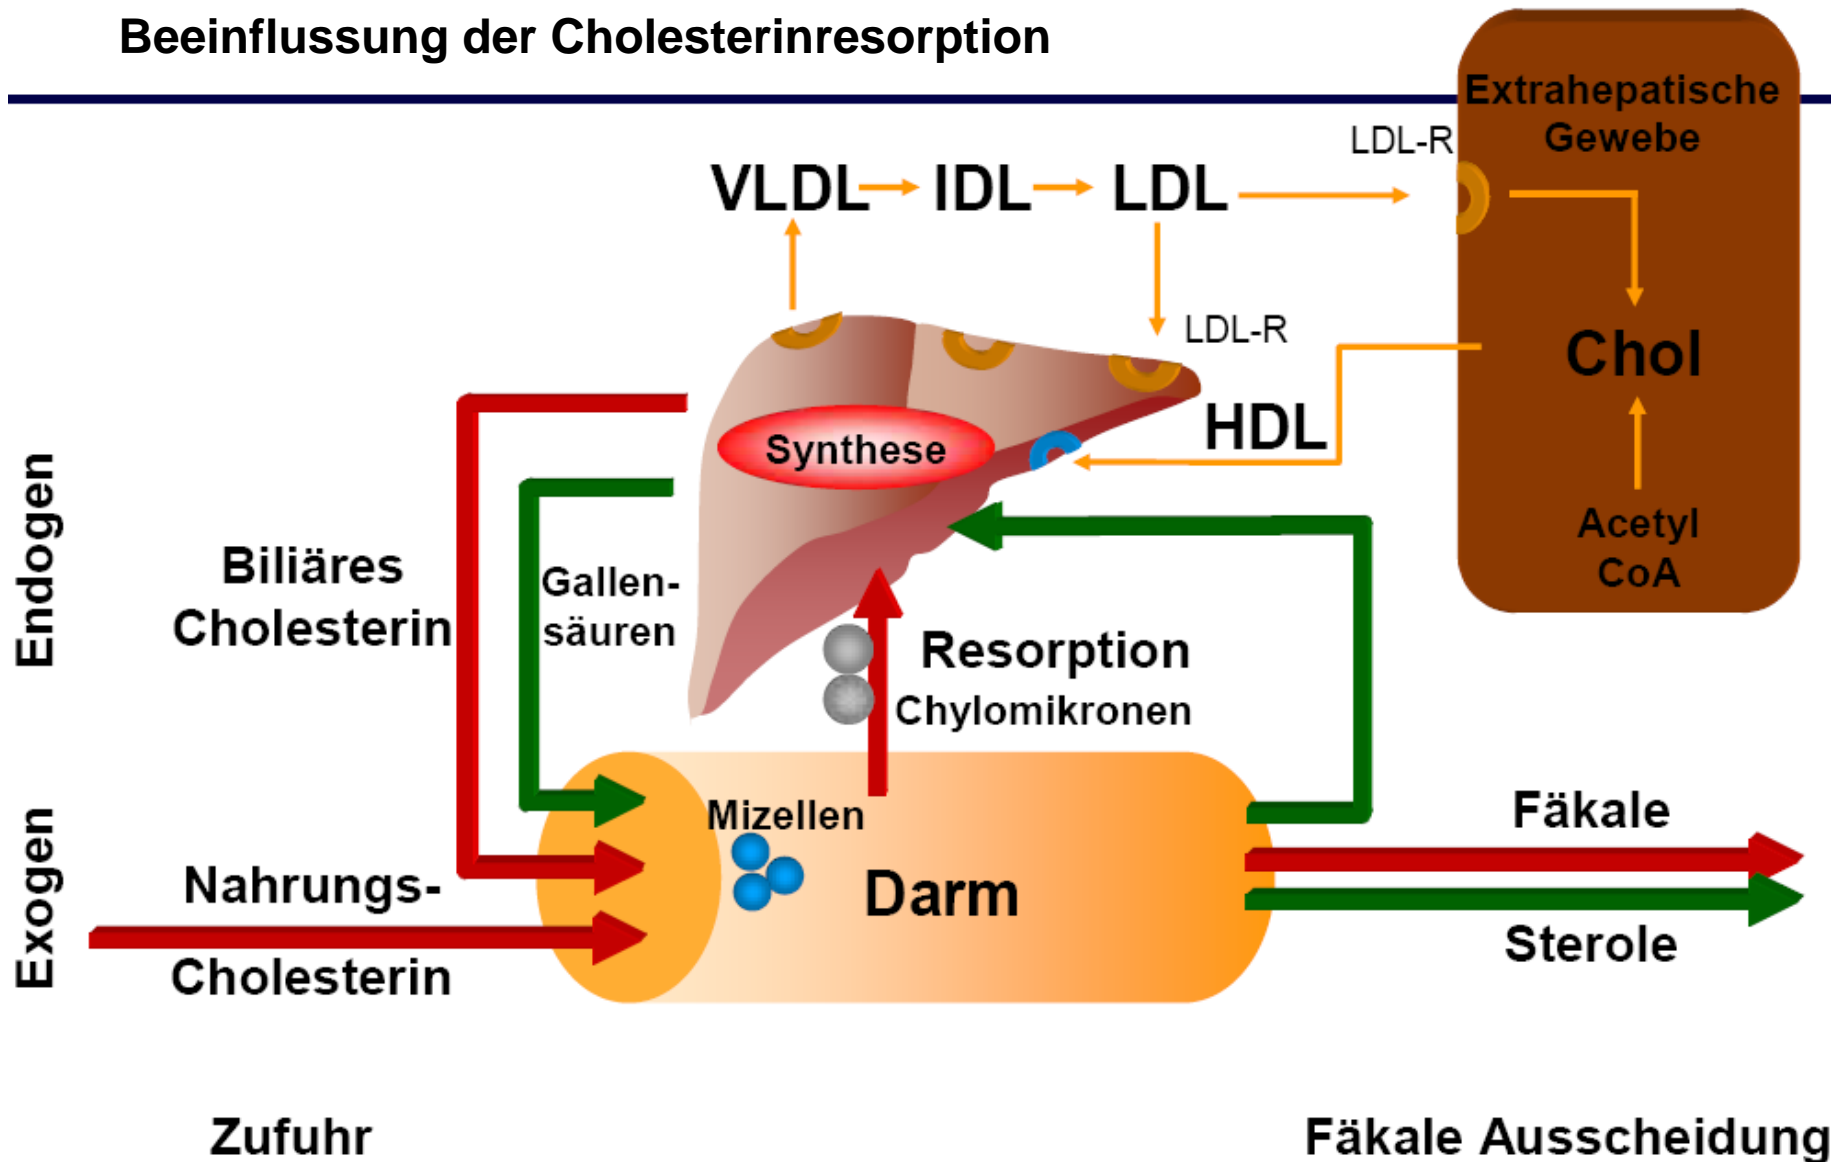 Beeinflussung der Cholesterinresorption
Extrahepatische
Gewebe
LDL-R
VLDL IDL LDL
LDL-R
Chol
HDL
Synthese
Acetyl
CoA
Endogen
Biliäres
Cholesterin
Gallen-
säuren
Resorption
Chylomikronen
Mizellen
Darm
Exogen
Nahrungs-
Cholesterin
Fäkale
Sterole
Zufuhr
Fäkale Ausscheidung